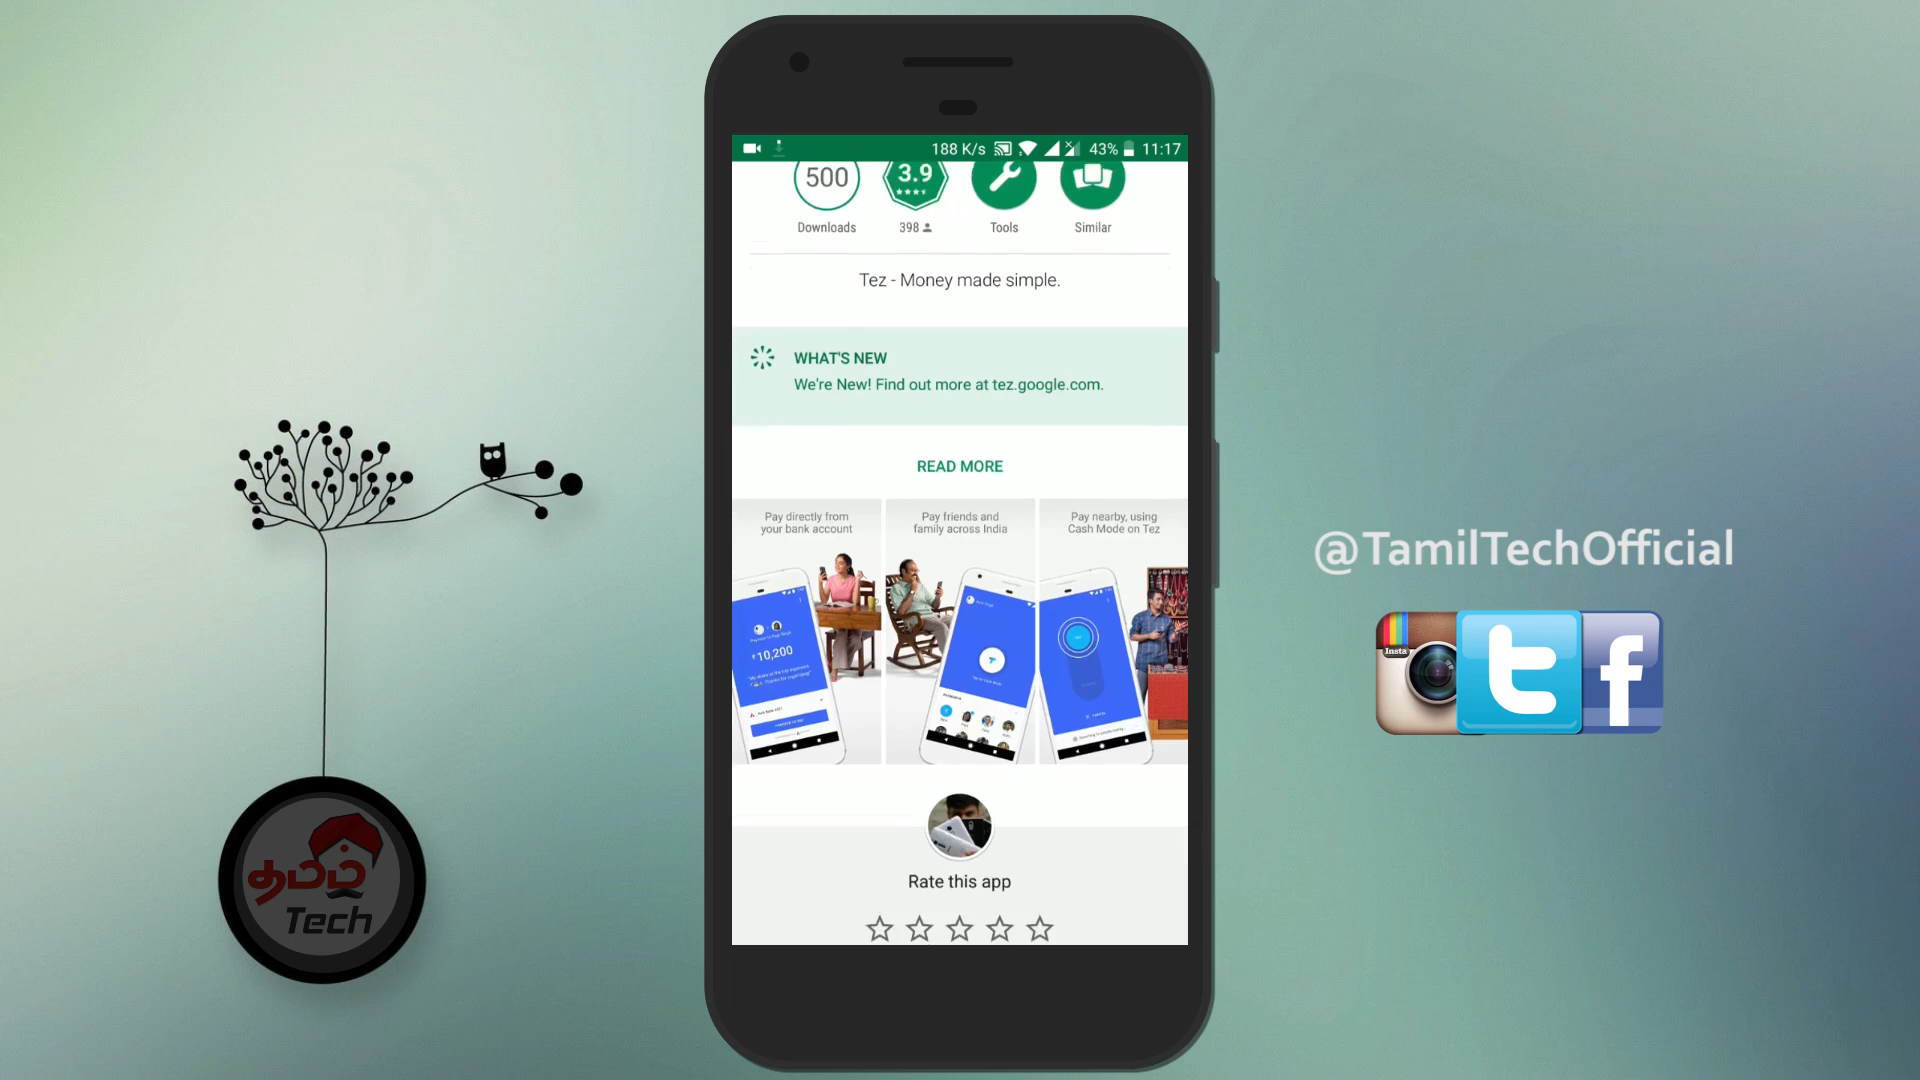 188 K/s 43% 11:17
500
3.9
Downloads
398
Tools
Similar
Tez - Money made simple.
WHAT'S NEW
We're New! Find out more at tez.google.com.
READ MORE
Pay directly from
your bank account
Pay friends and
family across India
Pay nearby, using
Cash Mode on Tez
₹10,200
Rate this app
@TamilTechOfficial
Insta
தமிழ்
Tech